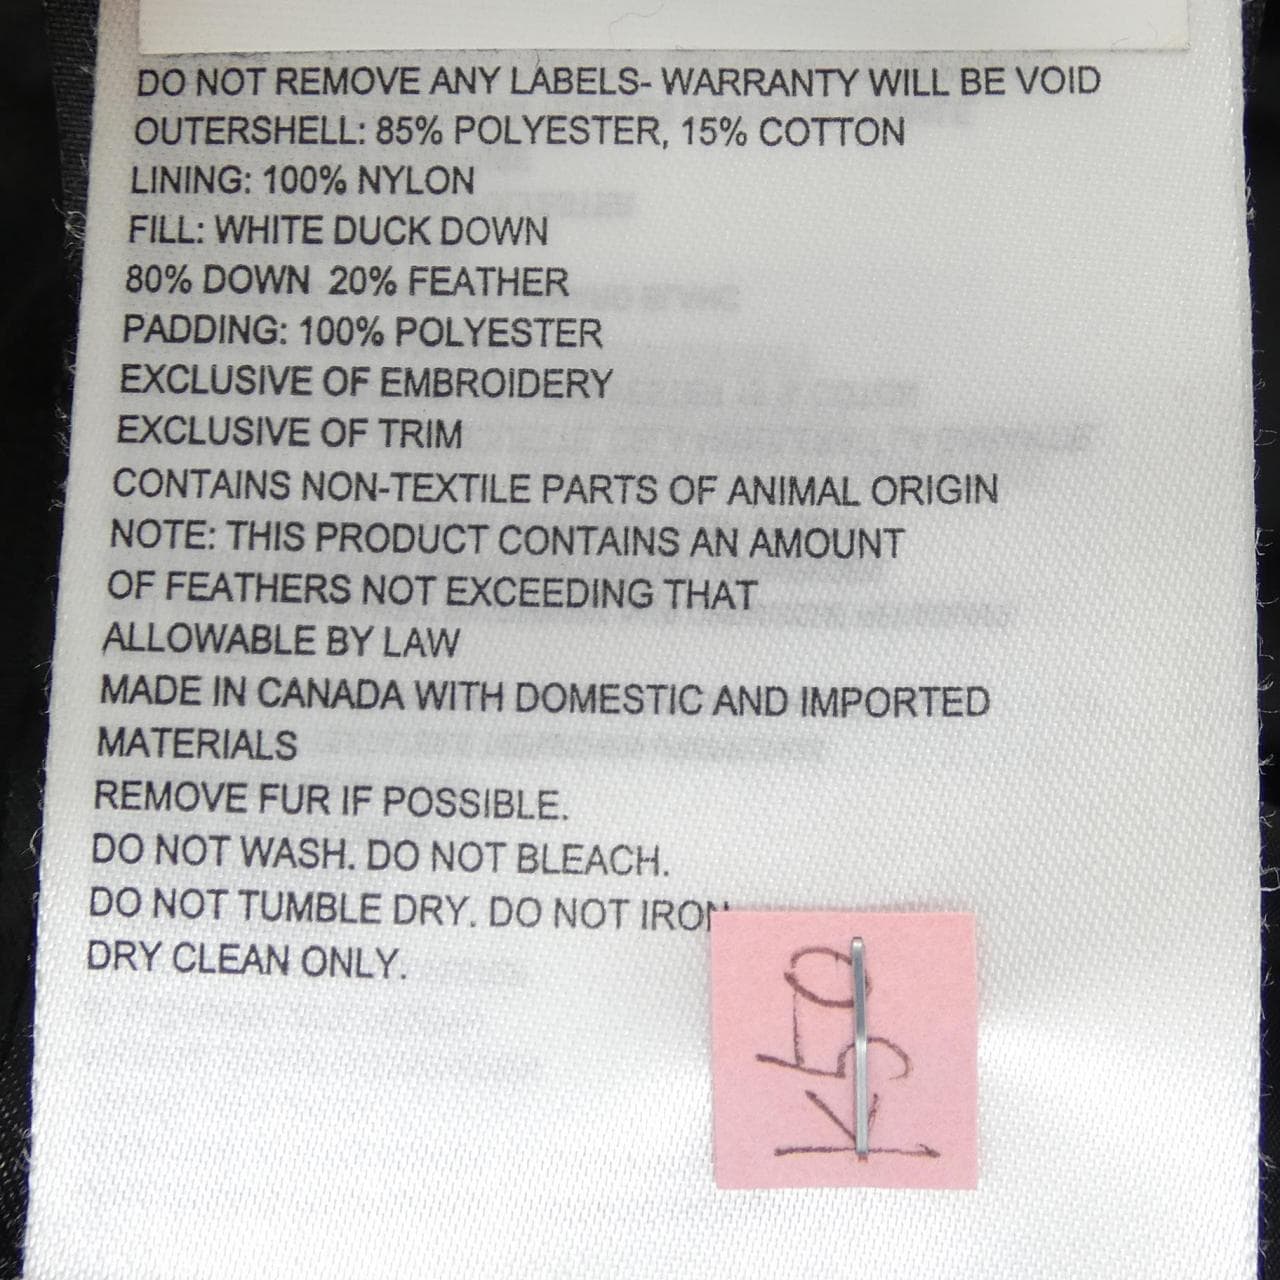 DO NOT REMOVE ANY LABELS- WARRANTY WILL BE VOID
OUTERSHELL: 85% POLYESTER, 15% COTTON
LINING: 100% NYLON
FILL: WHITE DUCK DOWN
80% DOWN 20% FEATHER
PADDING: 100% POLYESTER
EXCLUSIVE OF EMBROIDERY
EXCLUSIVE OF TRIM
CONTAINS NON-TEXTILE PARTS OF ANIMAL ORIGIN
NOTE: THIS PRODUCT CONTAINS AN AMOUNT
OF FEATHERS NOT EXCEEDING THAT
ALLOWABLE BY LAW
MADE IN CANADA WITH DOMESTIC AND IMPORTED
MATERIALS
REMOVE FUR IF POSSIBLE.
DO NOT WASH. DO NOT BLEACH.
DO NOT TUMBLE DRY. DO NOT IRON
DRY CLEAN ONLY.
K50